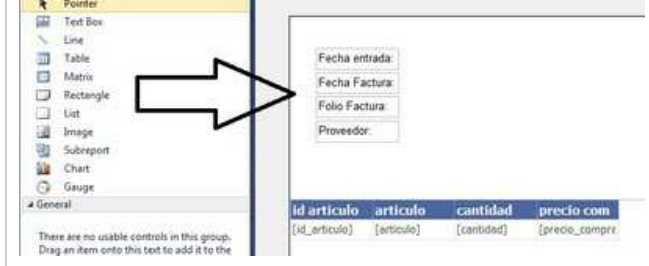 Pointer
Text Box
Line
Table
Matrix
Rectangle
List
Image
Subreport
Chart
Gauge
General
There are no usable controls in this group.
Drag an item onto this text to add it to the
Fecha entrada:
Fecha Factura:
Folio Factura:
Proveedor:
id articulo articulo cantidad precio com
[id_articulo] [articulo] [cantidad] [precio_compre